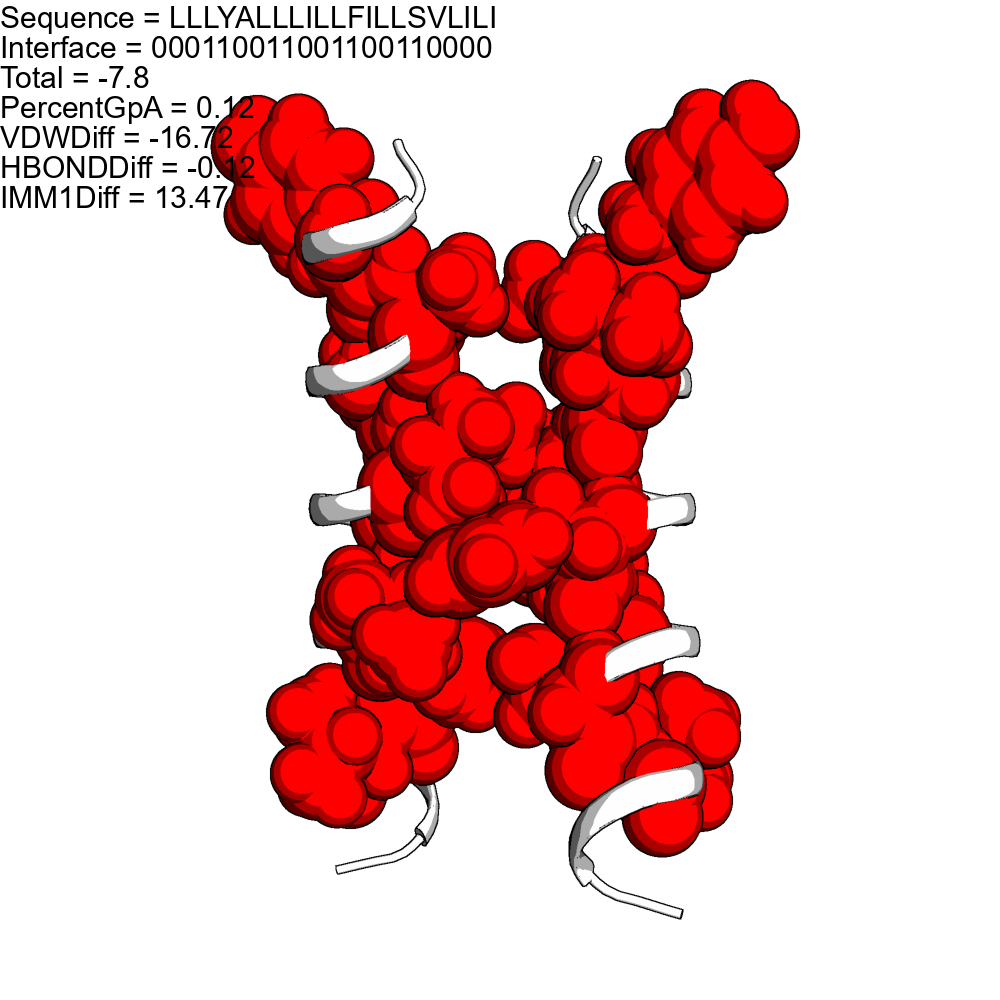 Sequence = LLLYALLLILLFILLSVLILI
Interface = 000110011001100110000
Total = -7.8
PercentGpA = 0.12
VDWDiff = -16.72
HBONDDiff = -0.12
IMM1Diff = 13.47